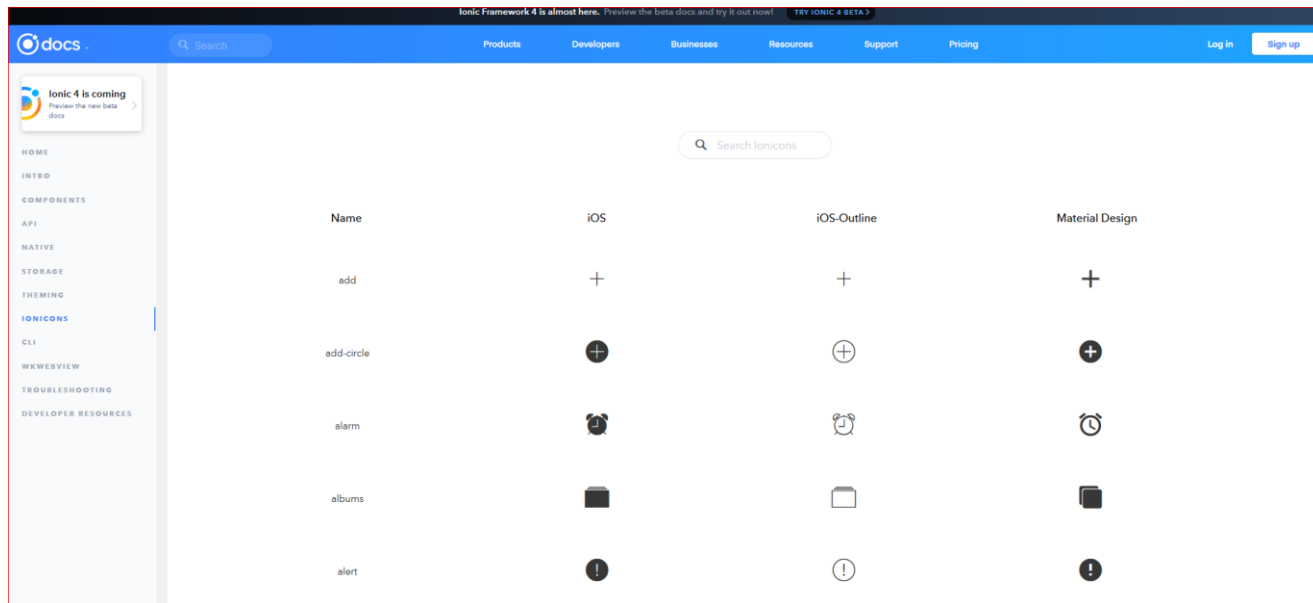 Ionic Framework 4 is almost here. Preview the beta docs and try it out now! TRY IONIC 4 BETA >
docs Search Products Developers Businesses Resources Support Pricing Log in Sign up
Ionic 4 is coming
Preview the new beta
docs
HOME
INTRO
COMPONENTS
API
NATIVE
STORAGE
THEMING
IONICONS
CLI
WKWEBVIEW
TROUBLESHOOTING
DEVELOPER RESOURCES
Search Ionicons
Name iOS iOS-Outline Material Design
add
add-circle
alarm
albums
alert